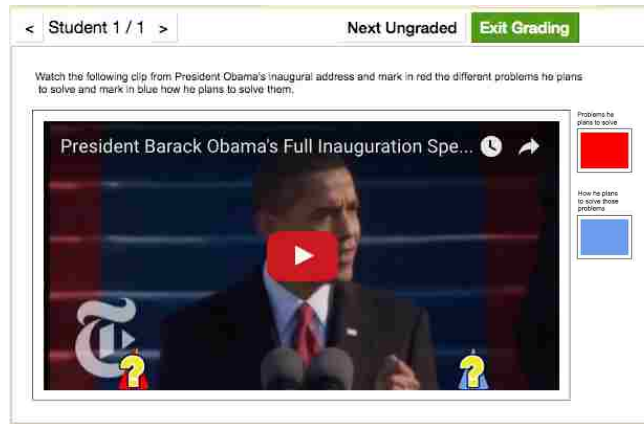 < Student 1 / 1 >
Next Ungraded
Exit Grading
Watch the following clip from President Obama's inaugural address and mark in red the different problems he plans
to solve and mark in blue how he plans to solve them.
Problems he
plans to solve
President Barack Obama's Full Inauguration Spe...
How he plans
to solve those
problems
T
?
?